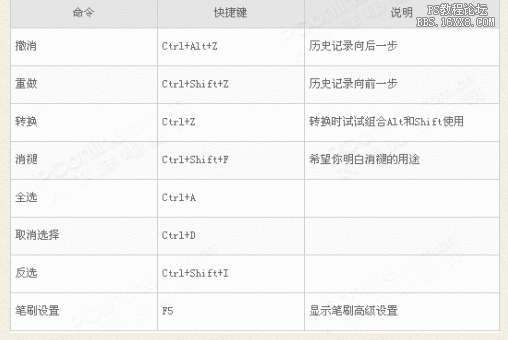 PS教程论坛
BBS.16XX8.COM
命令 快捷键 说明
撤消 Ctrl+Alt+Z 历史记录向后一步
重做 Ctrl+Shift+Z 历史记录向前一步
转换 Ctrl+Z 转换时试试组合Alt和Shift使用
消褪 Ctrl+Shift+F 希望你明白消褪的用途
全选 Ctrl+A
取消选择 Ctrl+D
反选 Ctrl+Shift+I
笔刷设置 F5 显示笔刷高级设置